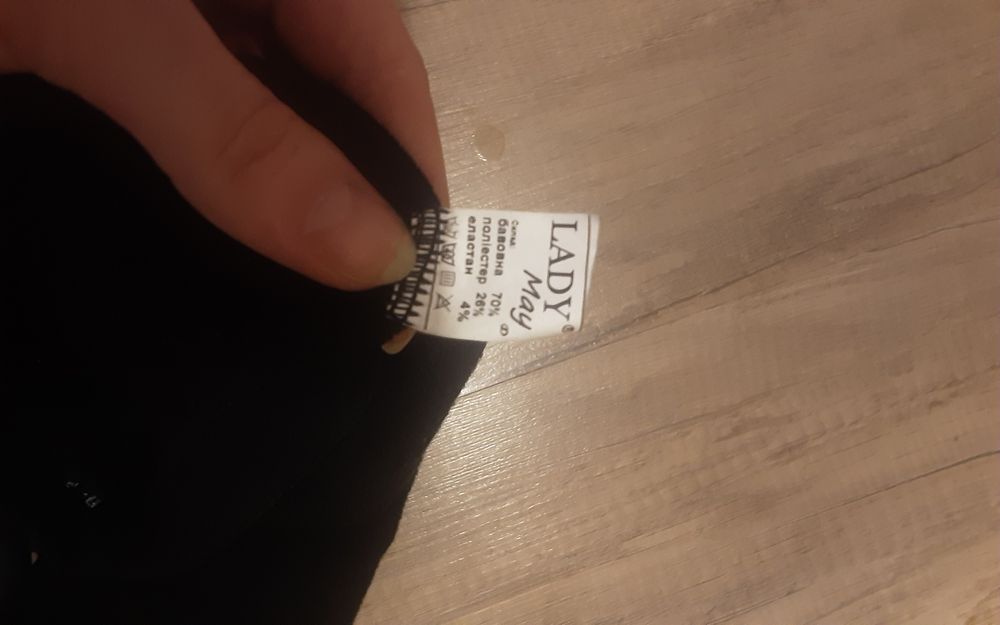 LADY®
May
Склад:
бавовна 70%
поліестер 26%
еластан 4%